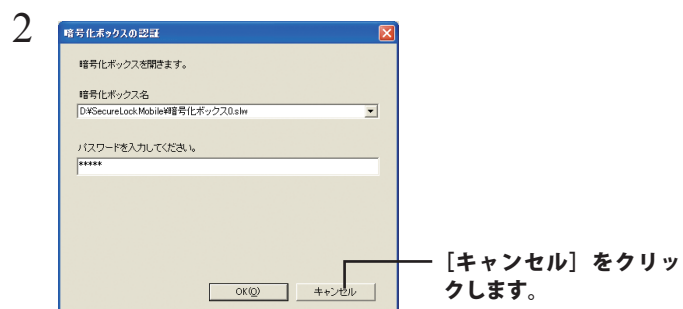 2
暗号化ボックスの認証
暗号化ボックスを開きます。
暗号化ボックス名
D:¥SecureLockMobile¥暗号化ボックス0.slw
パスワードを入力してください。
*****
OK(O)
キャンセル
［キャンセル］をクリッ
クします。